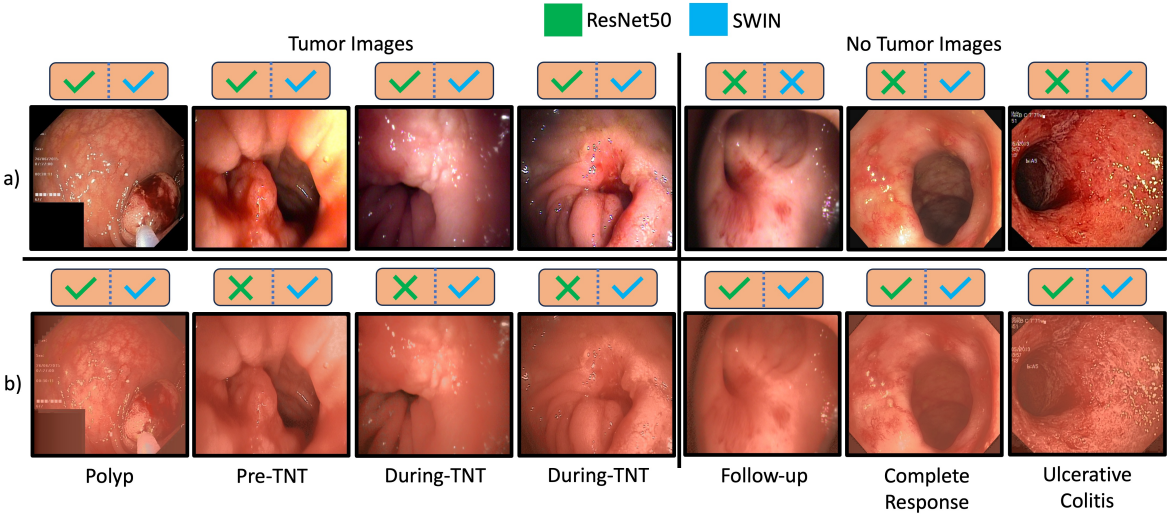 ResNet50 SWIN
Tumor Images No Tumor Images
a)
b)
Polyp Pre-TNT During-TNT During-TNT Follow-up Complete Response Ulcerative Colitis